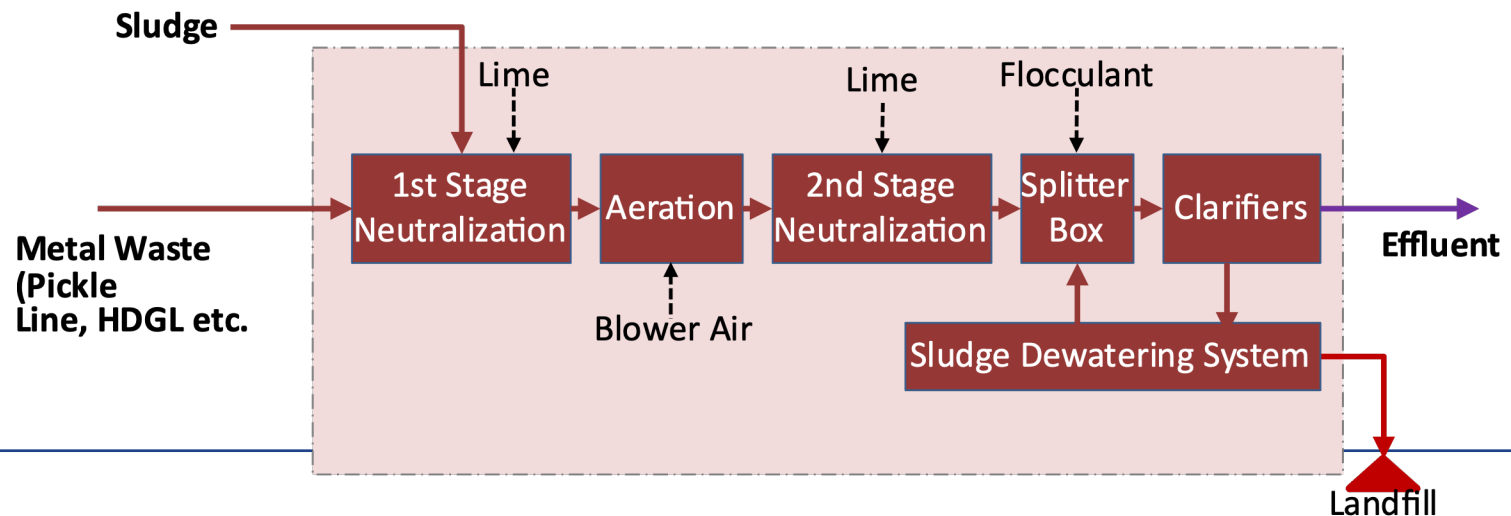 Sludge
Lime
Lime
Flocculant
1st Stage
Neutralization
Aeration
2nd Stage
Neutralization
Splitter
Box
Clarifiers
Metal Waste
(Pickle
Line, HDGL etc.
Effluent
Blower Air
Sludge Dewatering System
Landfill